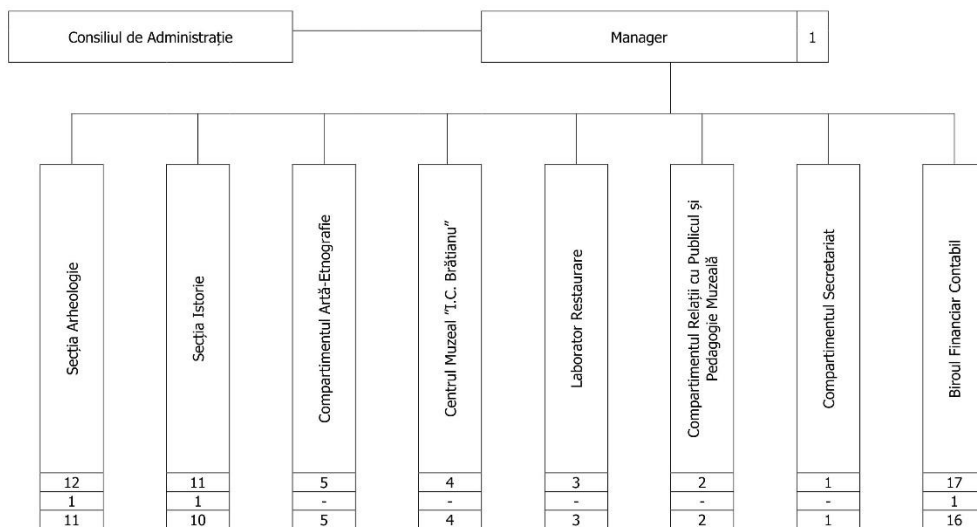 Consiliul de Administrație
Manager
1
Secția Arheologie
Secția Istorie
Compartimentul Artă-Etnografie
Centrul Muzeal "I.C. Brătianu"
Laborator Restaurare
Compartimentul Relații cu Publicul și
Pedagogie Muzeală
Compartimentul Secretariat
Biroul Financiar Contabil
12 11 5 4 3 2 1 17
1 1 - - - - - 1
11 10 5 4 3 2 1 16